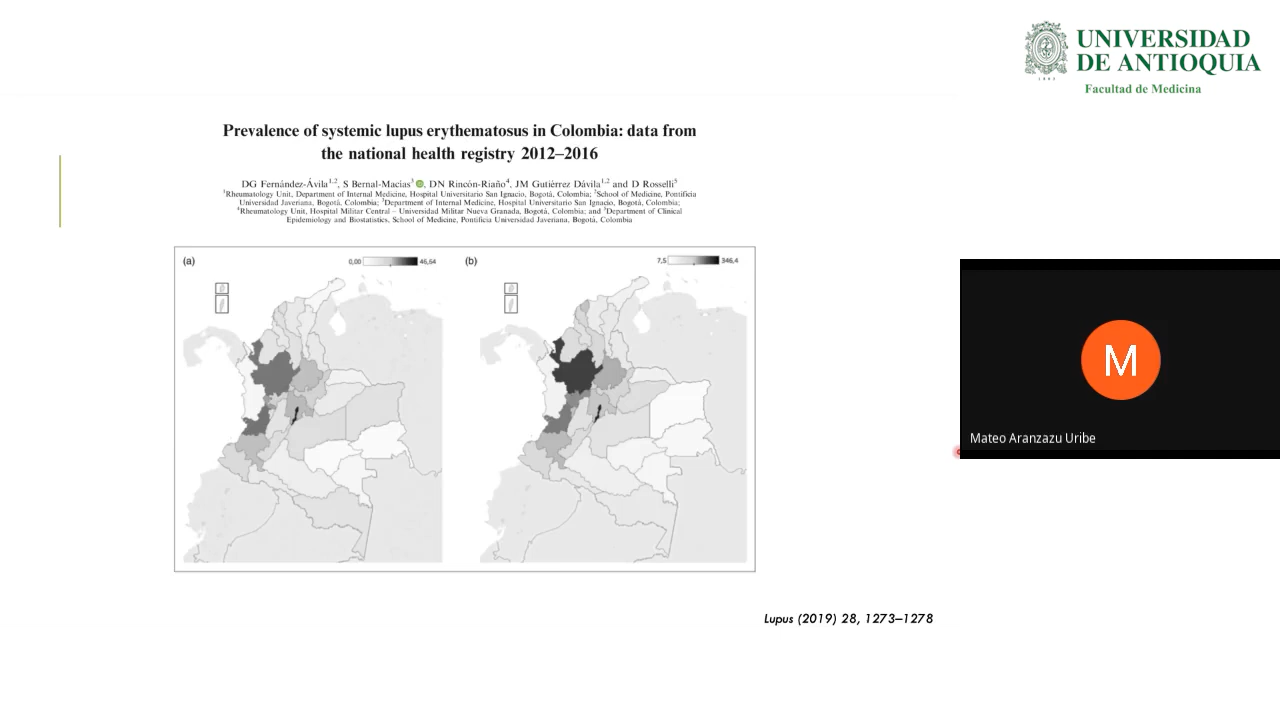 UNIVERSIDAD
DE ANTIOQUIA
1803
Facultad de Medicina
Prevalence of systemic lupus erythematosus in Colombia: data from
the national health registry 2012–2016
DG Fernández-Ávila1,2, S Bernal-Macías3, DN Rincón-Riaño4, JM Gutiérrez Dávila1,2 and D Rosselli5
1Rheumatology Unit, Department of Internal Medicine, Hospital Universitario San Ignacio, Bogotá, Colombia; 2School of Medicine, Pontificia
Universidad Javeriana, Bogotá, Colombia; 3Department of Internal Medicine, Hospital Universitario San Ignacio, Bogotá, Colombia;
4Rheumatology Unit, Hospital Militar Central – Universidad Militar Nueva Granada, Bogotá, Colombia; and 5Department of Clinical
Epidemiology and Biostatistics, School of Medicine, Pontificia Universidad Javeriana, Bogotá, Colombia
(a) 0,00 46,64 (b) 7,5 346,4
M
Mateo Aranzazu Uribe
Lupus (2019) 28, 1273–1278